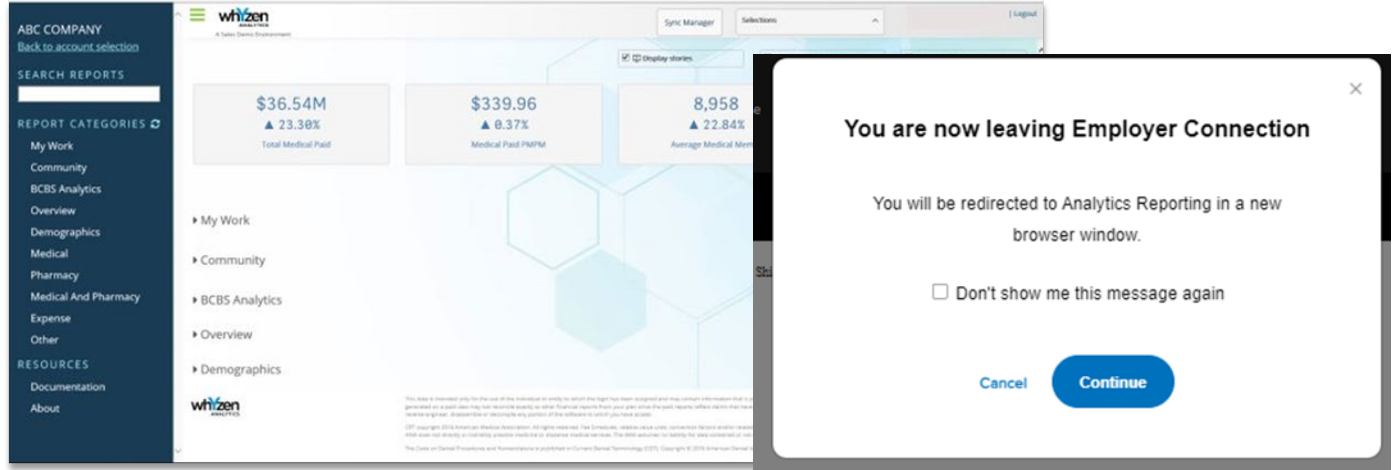 ABC COMPANY
Back to account selection
SEARCH REPORTS
REPORT CATEGORIES
My Work
Community
BCBS Analytics
Overview
Demographics
Medical
Pharmacy
Medical And Pharmacy
Expense
Other
RESOURCES
Documentation
About
whyzen
ANALYTICS
A Sales Demo Environment
Sync Manager
Selections
| Logout
Display stories
$36.54M
▲ 23.30%
Total Medical Paid
$339.96
▲ 0.37%
Medical Paid PMPM
8,958
▲ 22.84%
Average Medical Mem
My Work
Community
BCBS Analytics
Overview
Demographics
whyzen
ANALYTICS
You are now leaving Employer Connection
You will be redirected to Analytics Reporting in a new
browser window.
Don't show me this message again
Cancel
Continue